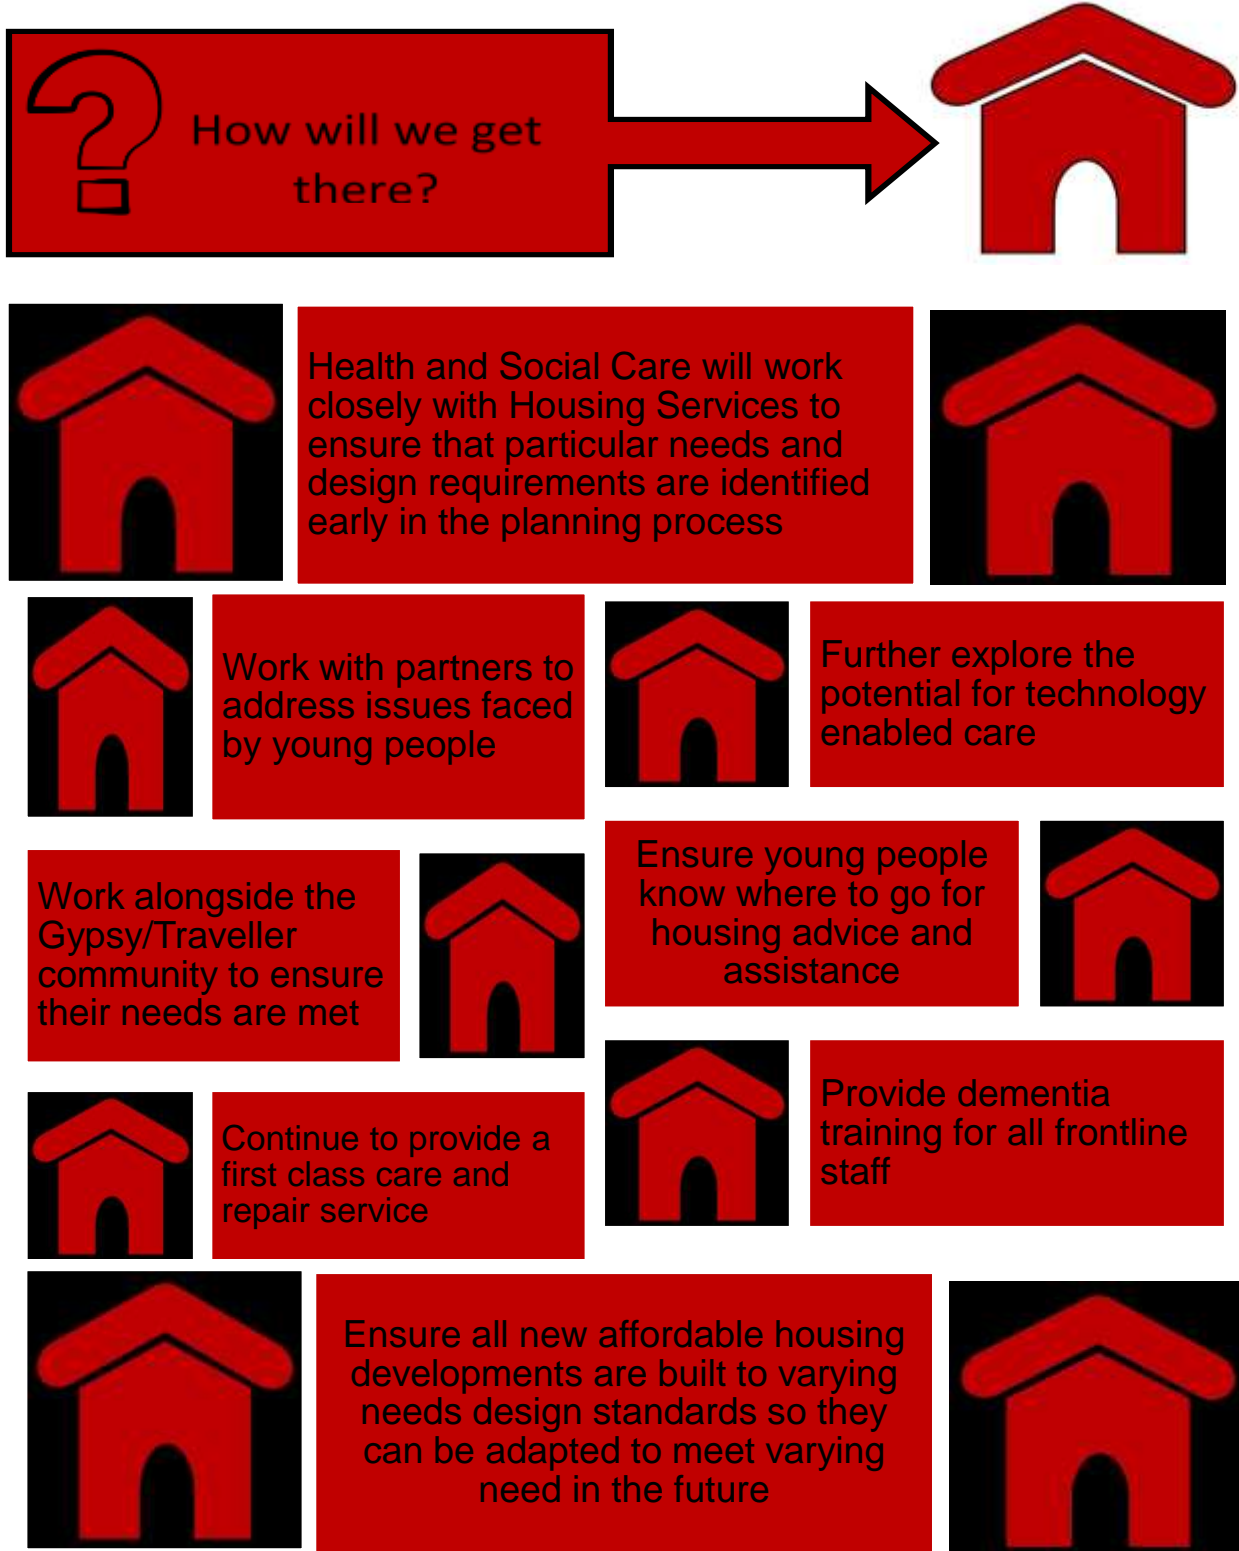 ?
How will we get
there?
Health and Social Care will work
closely with Housing Services to
ensure that particular needs and
design requirements are identified
early in the planning process
Work with partners to
address issues faced
by young people
Further explore the
potential for technology
enabled care
Work alongside the
Gypsy/Traveller
community to ensure
their needs are met
Ensure young people
know where to go for
housing advice and
assistance
Continue to provide a
first class care and
repair service
Provide dementia
training for all frontline
staff
Ensure all new affordable housing
developments are built to varying
needs design standards so they
can be adapted to meet varying
need in the future